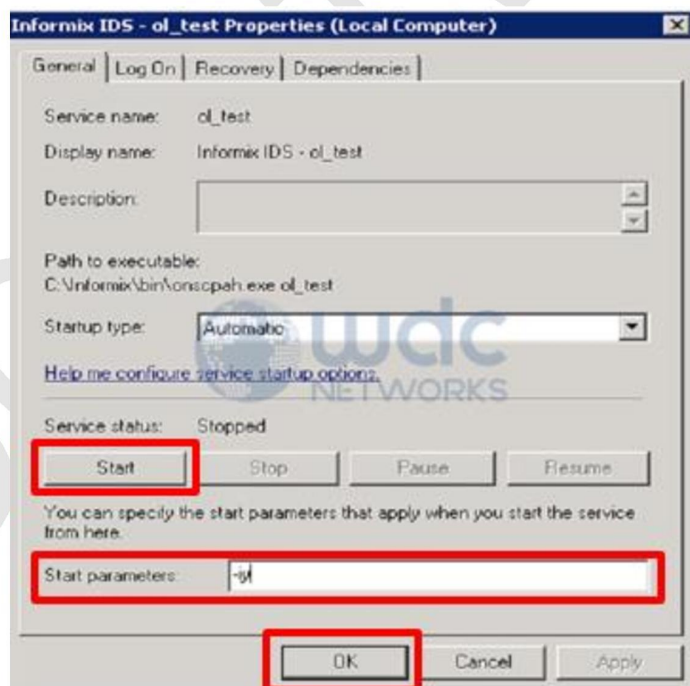 Informix IDS - ol_test Properties (Local Computer)
General Log On Recovery Dependencies
Service name: ol_test
Display name: Informix IDS - ol_test
Description:
Path to executable:
C:\Informix\bin\onscpah.exe ol_test
Startup type: Automatic
wdc
Help me configure service startup options.
NETWORKS
Service status: Stopped
Start Stop Pause Resume
You can specify the start parameters that apply when you start the service
from here.
Start parameters: -iy
OK Cancel Apply